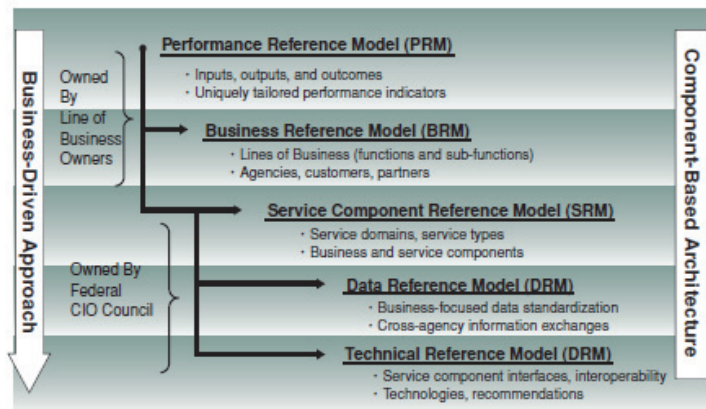 Performance Reference Model (PRM)
· Inputs, outputs, and outcomes
· Uniquely tailored performance indicators
Owned
By
Line of
Business
Owners
Business Reference Model (BRM)
· Lines of Business (functions and sub-functions)
· Agencies, customers, partners
Service Component Reference Model (SRM)
· Service domains, service types
· Business and service components
Owned By
Federal
CIO Council
Data Reference Model (DRM)
· Business-focused data standardization
· Cross-agency information exchanges
Technical Reference Model (DRM)
· Service component interfaces, interoperability
· Technologies, recommendations
Business-Driven Approach
Component-Based Architecture